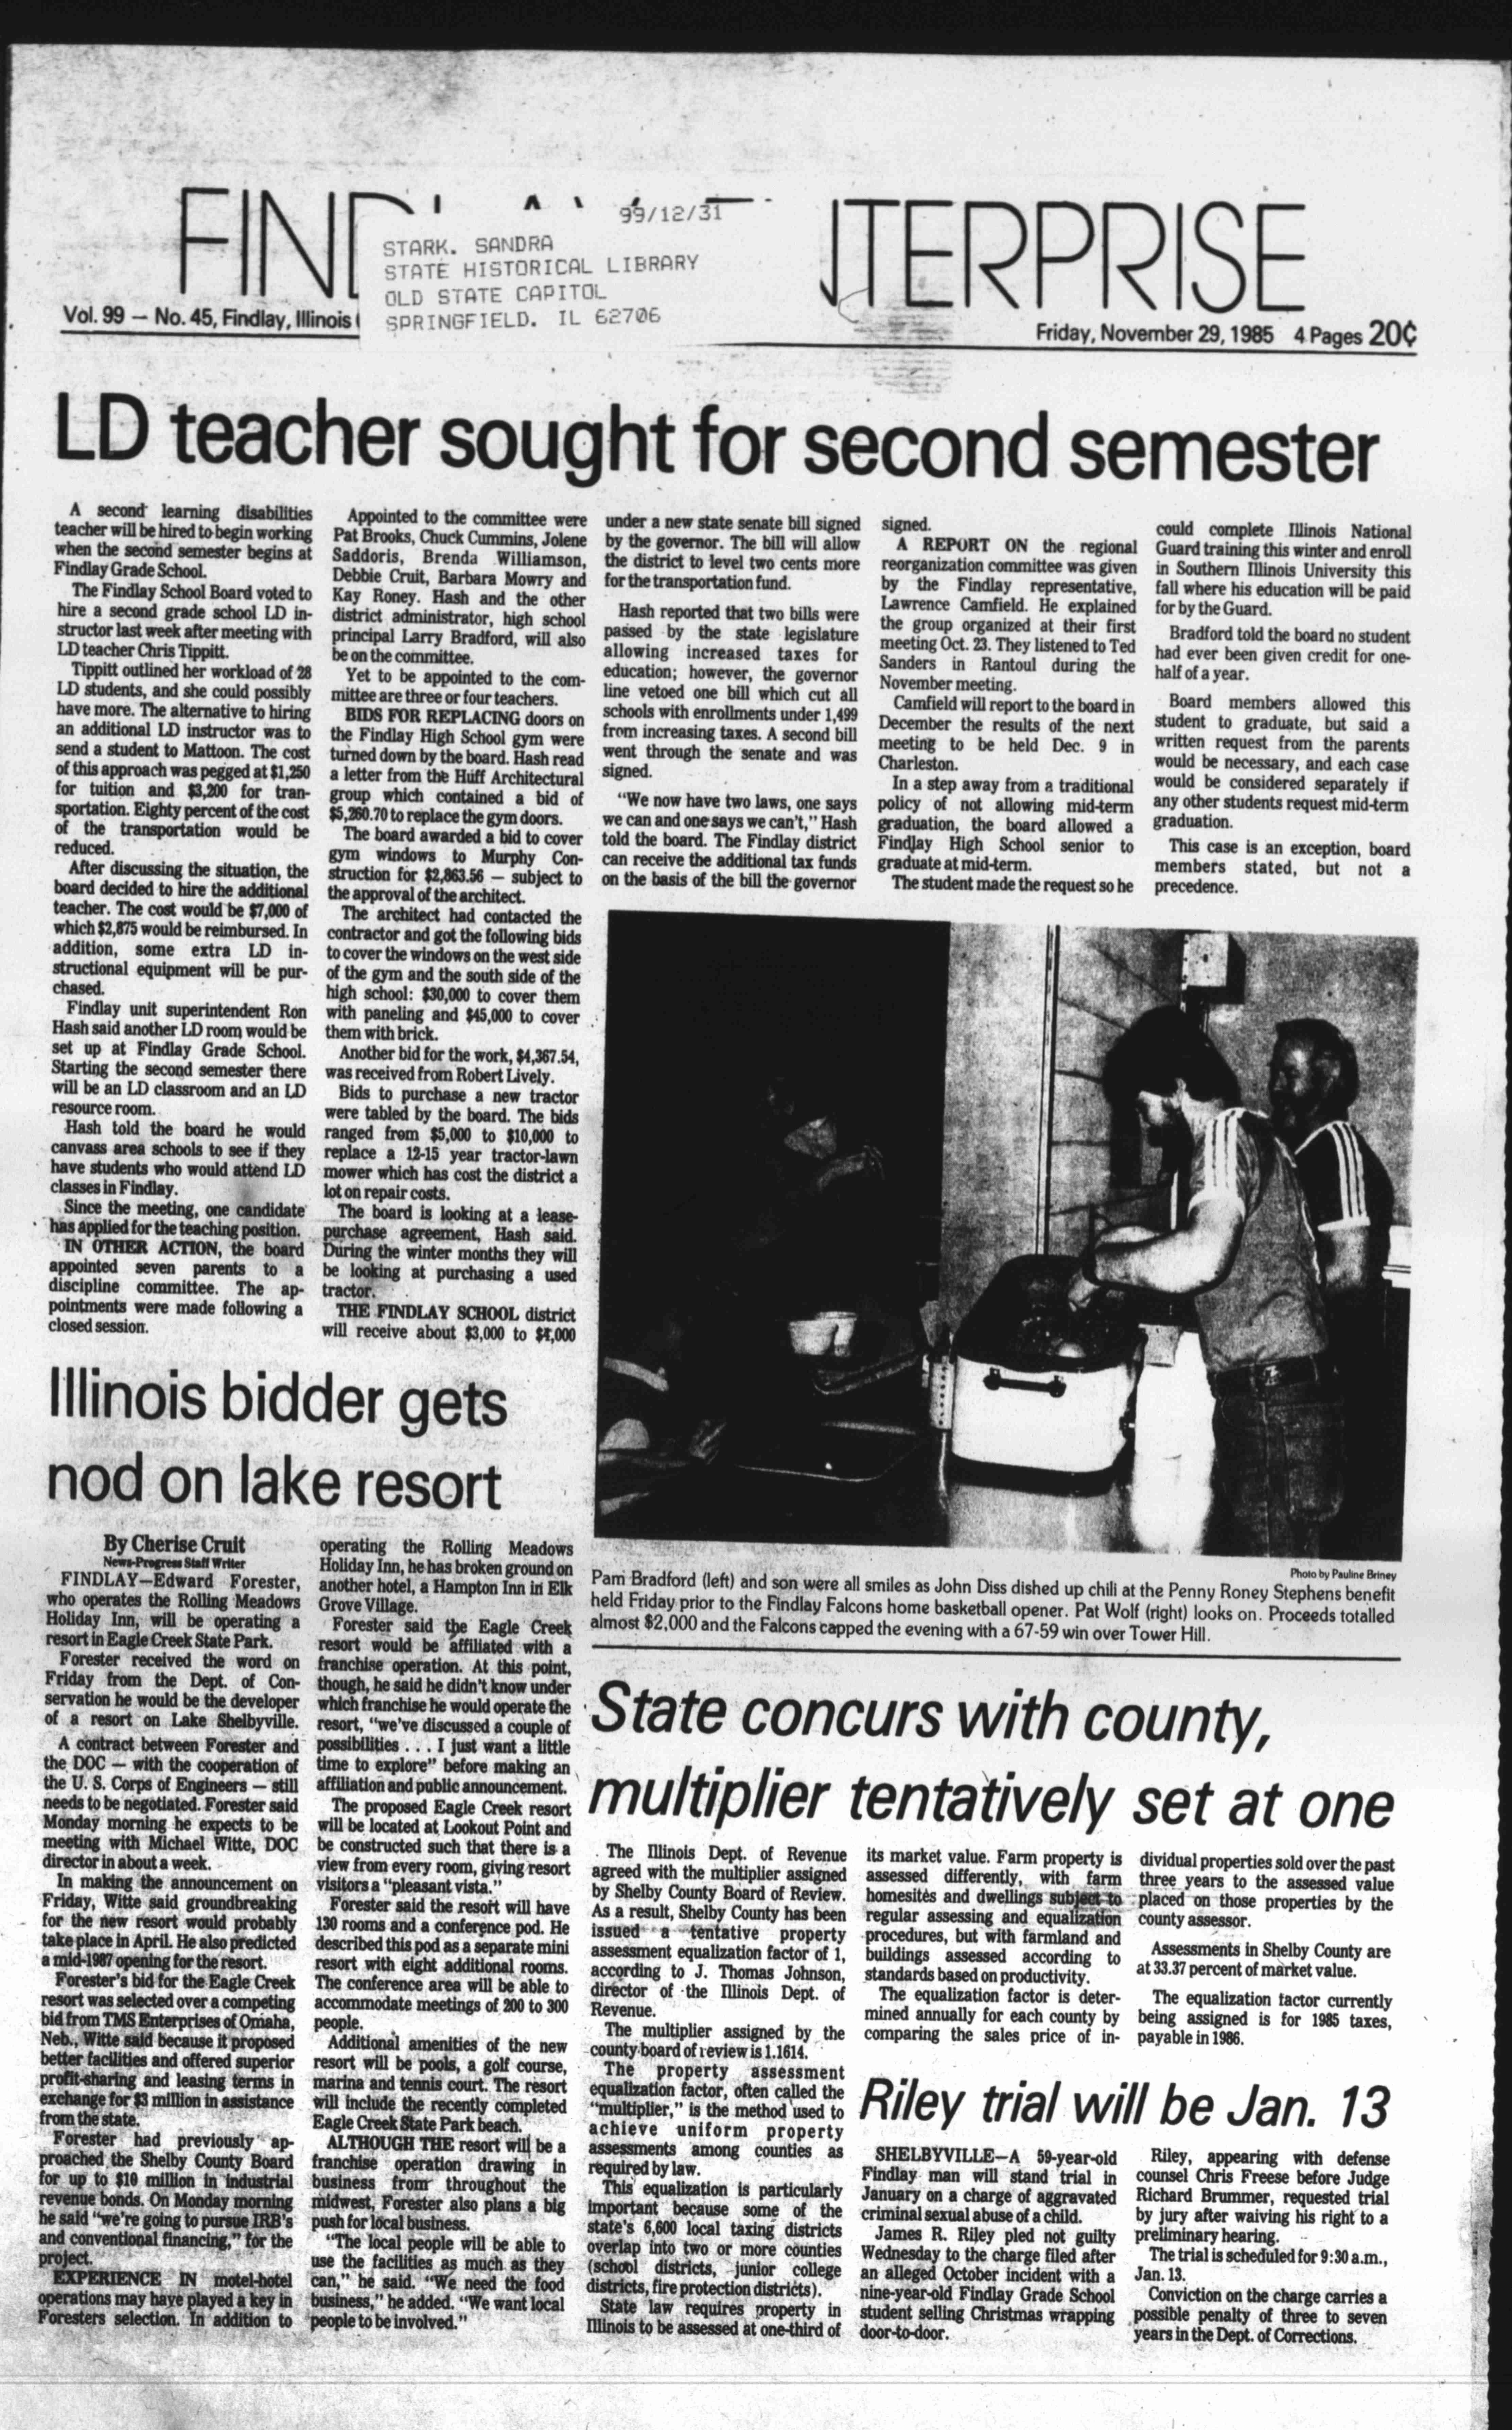 99/12/31
STARK. SANDRA
STATE HISTORICAL LIBRARY
OLD STATE CAPITOL
SPRINGFIELD. IL 62706
Vol. 99 — No. 45, Findlay, Illinois
Friday, November 29, 1985 4 Pages 20¢
LD teacher sought for second semester
A second learning disabilities
teacher will be hired to begin working
when the second semester begins at
Findlay Grade School.
The Findlay School Board voted to
hire a second grade school LD in-
structor last week after meeting with
LD teacher Chris Tippitt.
Tippitt outlined her workload of 28
LD students, and she could possibly
have more. The alternative to hiring
an additional LD instructor was to
send a student to Mattoon. The cost
of this approach was pegged at $1,250
for tuition and $3,200 for tran-
sportation. Eighty percent of the cost
of the transportation would be
reduced.
After discussing the situation, the
board decided to hire the additional
teacher. The cost would be $7,000 of
which $2,875 would be reimbursed. In
addition, some extra LD in-
structional equipment will be pur-
chased.
Findlay unit superintendent Ron
Hash said another LD room would be
set up at Findlay Grade School.
Starting the second semester there
will be an LD classroom and an LD
resource room.
Hash told the board he would
canvass area schools to see if they
have students who would attend LD
classes in Findlay.
Since the meeting, one candidate
has applied for the teaching position.
IN OTHER ACTION, the board
appointed seven parents to a
discipline committee. The ap-
pointments were made following a
closed session.
Appointed to the committee were
Pat Brooks, Chuck Cummins, Jolene
Saddoris, Brenda Williamson,
Debbie Cruit, Barbara Mowry and
Kay Roney. Hash and the other
district administrator, high school
principal Larry Bradford, will also
be on the committee.
Yet to be appointed to the com-
mittee are three or four teachers.
BIDS FOR REPLACING doors on
the Findlay High School gym were
turned down by the board. Hash read
a letter from the Huff Architectural
group which contained a bid of
$5,260.70 to replace the gym doors.
The board awarded a bid to cover
gym windows to Murphy Con-
struction for $2,863.56 — subject to
the approval of the architect.
The architect had contacted the
contractor and got the following bids
to cover the windows on the west side
of the gym and the south side of the
high school: $30,000 to cover them
with paneling and $45,000 to cover
them with brick.
Another bid for the work, $4,367.54,
was received from Robert Lively.
Bids to purchase a new tractor
were tabled by the board. The bids
ranged from $5,000 to $10,000 to
replace a 12-15 year tractor-lawn
mower which has cost the district a
lot on repair costs.
The board is looking at a lease-
purchase agreement, Hash said.
During the winter months they will
be looking at purchasing a used
tractor.
THE FINDLAY SCHOOL district
will receive about $3,000 to
under a new state senate bill signed
by the governor. The bill will allow
the district to level two cents more
for the transportation fund.
Hash reported that two bills were
passed by the state legislature
allowing increased taxes for
education; however, the governor
line vetoed one bill which cut all
schools with enrollments under 1,499
from increasing taxes. A second bill
went through the senate and was
signed.
"We now have two laws, one says
we can and one says we can't," Hash
told the board. The Findlay district
can receive the additional tax funds
on the basis of the bill the governor
signed.
A REPORT ON the regional
reorganization committee was given
by the Findlay representative,
Lawrence Camfield. He explained
the group organized at their first
meeting Oct. 23. They listened to Ted
Sanders in Rantoul during the
November meeting.
Camfield will report to the board in
December the results of the next
meeting to be held Dec. 9 in
Charleston.
In a step away from a traditional
policy of not allowing mid-term
graduation, the board allowed a
Findlay High School senior to
graduate at mid-term.
The student made the request so he
could complete Illinois National
Guard training this winter and enroll
in Southern Illinois University this
fall where his education will be paid
for by the Guard.
Bradford told the board no student
had ever been given credit for one-
half of a year.
Board members allowed this
student to graduate, but said a
written request from the parents
would be necessary, and each case
would be considered separately if
any other students request mid-term
graduation.
This case is an exception, board
members stated, but not a
precedence.
Photo by Pauline Briney
Pam Bradford (left) and son were all smiles as John Diss dished up chili at the Penny Roney Stephens benefit
held Friday prior to the Findlay Falcons home basketball opener. Pat Wolf (right) looks on. Proceeds totalled
almost $2,000 and the Falcons capped the evening with a 67-59 win over Tower Hill.
Illinois bidder gets
nod on lake resort
By Cherise Cruit
News-Progress Staff Writer
FINDLAY—Edward Forester,
who operates the Rolling Meadows
Holiday Inn, will be operating a
resort in Eagle Creek State Park.
Forester received the word on
Friday from the Dept. of Con-
servation he would be the developer
of a resort on Lake Shelbyville.
A contract between Forester and
the DOC — with the cooperation of
the U. S. Corps of Engineers — still
needs to be negotiated. Forester said
Monday morning he expects to be
meeting with Michael Witte, DOC
director in about a week.
In making the announcement on
Friday, Witte said groundbreaking
for the new resort would probably
take place in April. He also predicted
a mid-1987 opening for the resort.
Forester's bid for the Eagle Creek
resort was selected over a competing
bid from TMS Enterprises of Omaha,
Neb., Witte said because it proposed
better facilities and offered superior
profit-sharing and leasing terms in
exchange for $3 million in assistance
from the state.
Forester had previously ap-
proached the Shelby County Board
for up to $10 million in industrial
revenue bonds. On Monday morning
he said "we're going to pursue IRB's
and conventional financing," for the
project.
EXPERIENCE IN motel-hotel
operations may have played a key in
Foresters selection. In addition to
operating the Rolling Meadows
Holiday Inn, he has broken ground on
another hotel, a Hampton Inn in Elk
Grove Village.
Forester said the Eagle Creek
resort would be affiliated with a
franchise operation. At this point,
though, he said he didn't know under
which franchise he would operate the
resort, "we've discussed a couple of
possibilities . . . I just want a little
time to explore" before making an
affiliation and public announcement.
The proposed Eagle Creek resort
will be located at Lookout Point and
be constructed such that there is a
view from every room, giving resort
visitors a "pleasant vista."
Forester said the resort will have
130 rooms and a conference pod. He
described this pod as a separate mini
resort with eight additional rooms.
The conference area will be able to
accommodate meetings of 200 to 300
people.
Additional amenities of the new
resort will be pools, a golf course,
marina and tennis court. The resort
will include the recently completed
Eagle Creek State Park beach.
ALTHOUGH THE resort will be a
franchise operation drawing in
business from throughout the
midwest, Forester also plans a big
push for local business.
"The local people will be able to
use the facilities as much as they
can," he said. "We need the food
business," he added. "We want local
people to be involved."
State concurs with county,
multiplier tentatively set at one
The Illinois Dept. of Revenue
agreed with the multiplier assigned
by Shelby County Board of Review.
As a result, Shelby County has been
issued a tentative property
assessment equalization factor of 1,
according to J. Thomas Johnson,
director of the Illinois Dept. of
Revenue.
The multiplier assigned by the
county board of review is 1.1614.
The property assessment
equalization factor, often called the
"multiplier," is the method used to
achieve uniform property
assessments among counties as
required by law.
This equalization is particularly
important because some of the
state's 6,600 local taxing districts
overlap into two or more counties
(school districts, junior college
districts, fire protection districts).
State law requires property in
Illinois to be assessed at one-third of
its market value. Farm property is
assessed differently, with farm
homesites and dwellings subject to
regular assessing and equalization
procedures, but with farmland and
buildings assessed according to
standards based on productivity.
The equalization factor is deter-
mined annually for each county by
comparing the sales price of in-
dividual properties sold over the past
three years to the assessed value
placed on those properties by the
county assessor.
Assessments in Shelby County are
at 33.37 percent of market value.
The equalization factor currently
being assigned is for 1985 taxes,
payable in 1986.
Riley trial will be Jan. 13
SHELBYVILLE—A 59-year-old
Findlay man will stand trial in
January on a charge of aggravated
criminal sexual abuse of a child.
James R. Riley pled not guilty
Wednesday to the charge filed after
an alleged October incident with a
nine-year-old Findlay Grade School
student selling Christmas wrapping
door-to-door.
Riley, appearing with defense
counsel Chris Freese before Judge
Richard Brummer, requested trial
by jury after waiving his right to a
preliminary hearing.
The trial is scheduled for 9:30 a.m.,
Jan. 13.
Conviction on the charge carries a
possible penalty of three to seven
years in the Dept. of Corrections.